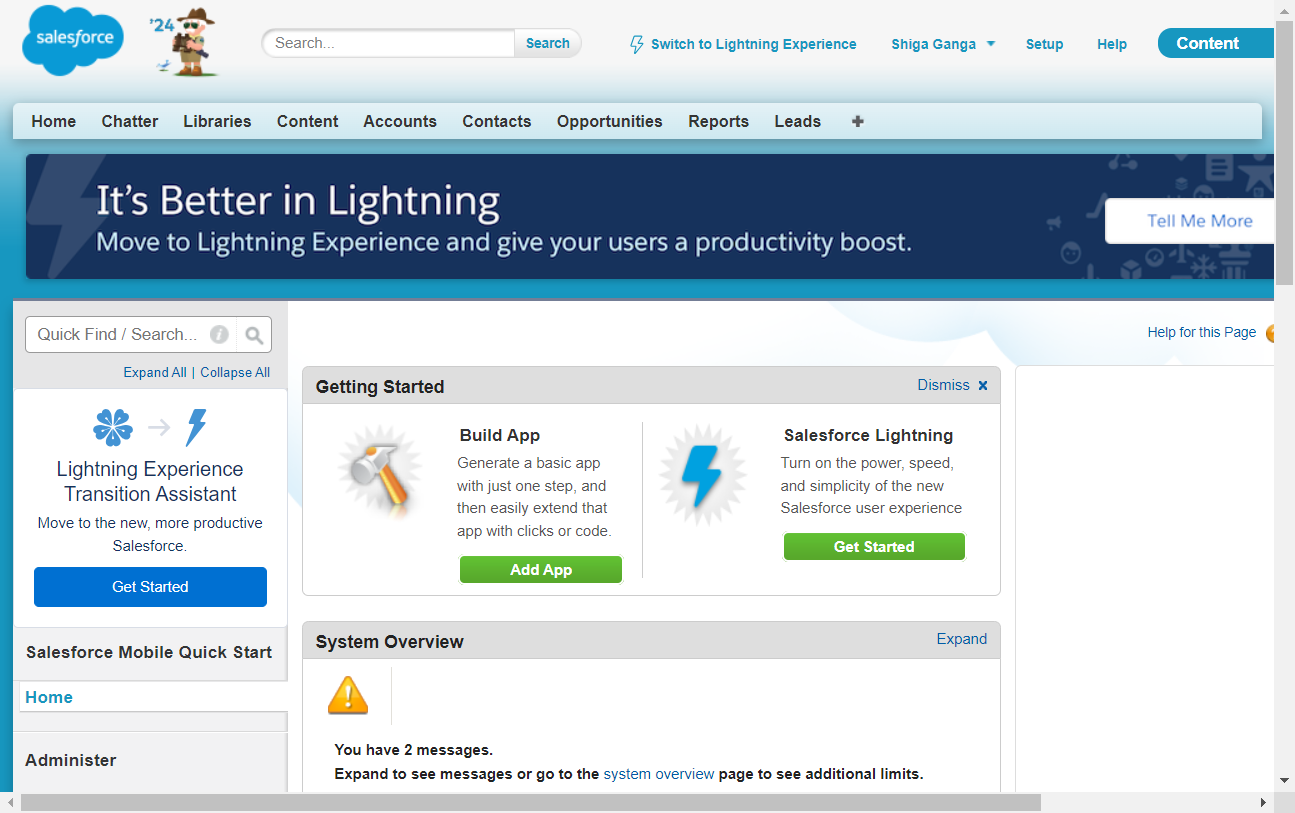 salesforce
'24
Search...
Search
Switch to Lightning Experience
Shiga Ganga
Setup
Help
Content
Home
Chatter
Libraries
Content
Accounts
Contacts
Opportunities
Reports
Leads
It's Better in Lightning
Move to Lightning Experience and give your users a productivity boost.
Tell Me More
Quick Find / Search...
Expand All | Collapse All
Lightning Experience
Transition Assistant
Move to the new, more productive
Salesforce.
Get Started
Salesforce Mobile Quick Start
Home
Administer
Help for this Page
Getting Started
Dismiss
Build App
Generate a basic app
with just one step, and
then easily extend that
app with clicks or code.
Add App
Salesforce Lightning
Turn on the power, speed,
and simplicity of the new
Salesforce user experience
Get Started
System Overview
Expand
You have 2 messages.
Expand to see messages or go to the system overview page to see additional limits.